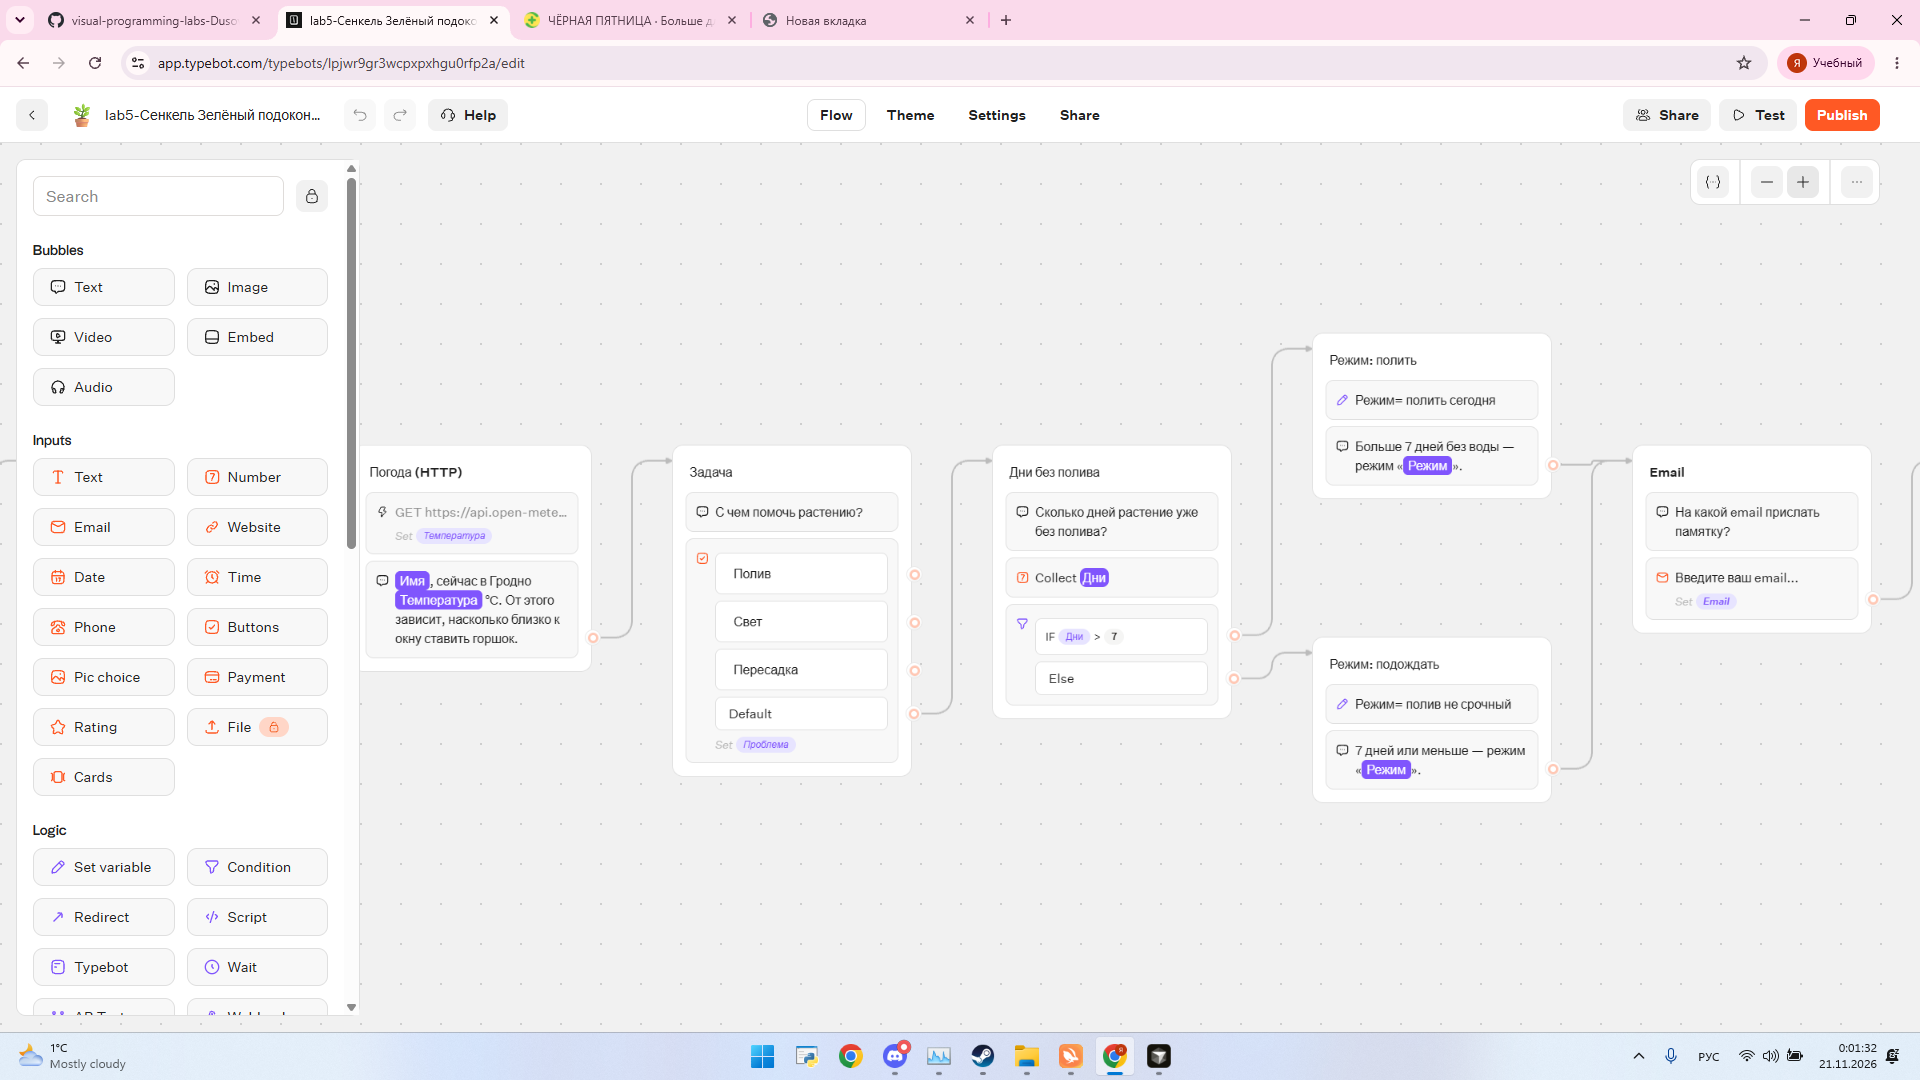 visual-programming-labs-Duso
lab5-Сенкель Зелёный подоко
ЧЁРНАЯ ПЯТНИЦА · Больше д
Новая вкладка
app.typebot.com/typebots/lpjwr9gr3wcpxpxhgu0rfp2a/edit
Я
Учебный
lab5-Сенкель Зелёный подокон...
Help
Flow
Theme
Settings
Share
Share
Test
Publish
Search
Bubbles
Text
Image
Video
Embed
Audio
Inputs
Text
Number
Email
Website
Date
Time
Phone
Buttons
Pic choice
Payment
Rating
File
Cards
Logic
Set variable
Condition
Redirect
Script
Typebot
Wait
Погода (HTTP)
GET https://api.open-mete...
Set Температура
Имя, сейчас в Гродно
Температура °C. От этого
зависит, насколько близко к
окну ставить горшок.
Задача
С чем помочь растению?
Полив
Свет
Пересадка
Default
Set Проблема
Дни без полива
Сколько дней растение уже
без полива?
Collect Дни
IF Дни > 7
Else
Режим: полить
Режим= полить сегодня
Больше 7 дней без воды —
режим «Режим».
Режим: подождать
Режим= полив не срочный
7 дней или меньше — режим
«Режим».
Email
На какой email прислать
памятку?
Введите ваш email...
Set Email
1°C
Mostly cloudy
РУС
0:01:32
21.11.2026